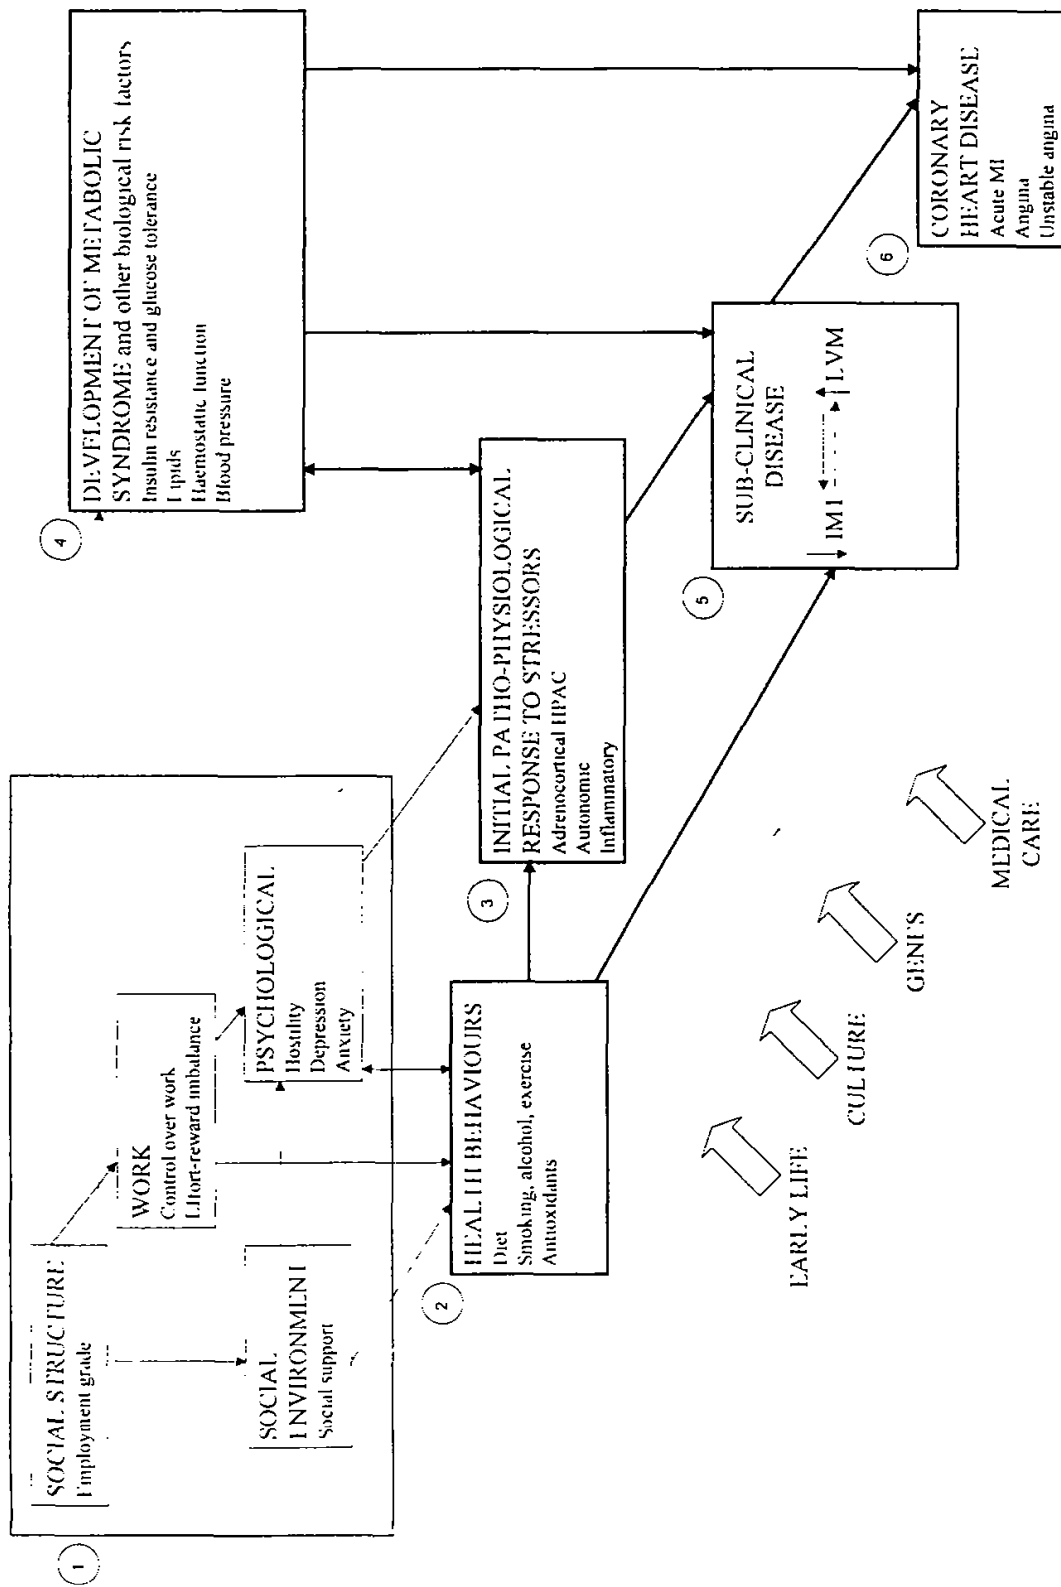 1
SOCIAL STRUCTURE
Employment grade
WORK
Control over work
Effort-reward imbalance
SOCIAL
ENVIRONMENT
Social support
PSYCHOLOGICAL
Hostility
Depression
Anxiety
2
HEALTH BEHAVIOURS
Diet
Smoking, alcohol, exercise
Antioxidants
3
INITIAL PATHO-PHYSIOLOGICAL
RESPONSE TO STRESSORS
Adrenocortical HPAC
Autonomic
Inflammatory
4
DEVELOPMENT OF METABOLIC
SYNDROME and other biological risk factors
Insulin resistance and glucose tolerance
Lipids
Haemostatic function
Blood pressure
5
SUB-CLINICAL
DISEASE
IMT
LVM
6
CORONARY
HEART DISEASE
Acute MI
Angina
Unstable angina
EARLY LIFE
CULTURE
GENES
MEDICAL
CARE